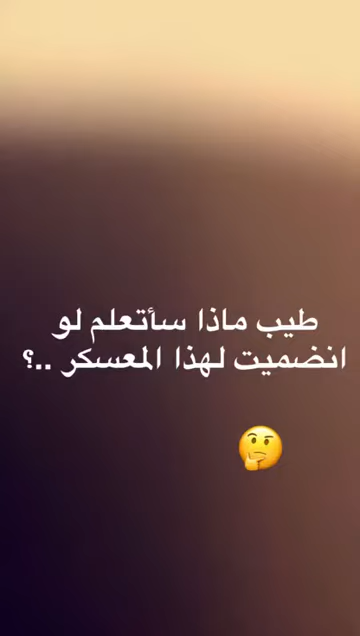 طيب ماذا سأتعلم لو
انضميت لهذا المعسكر ..؟
🤔